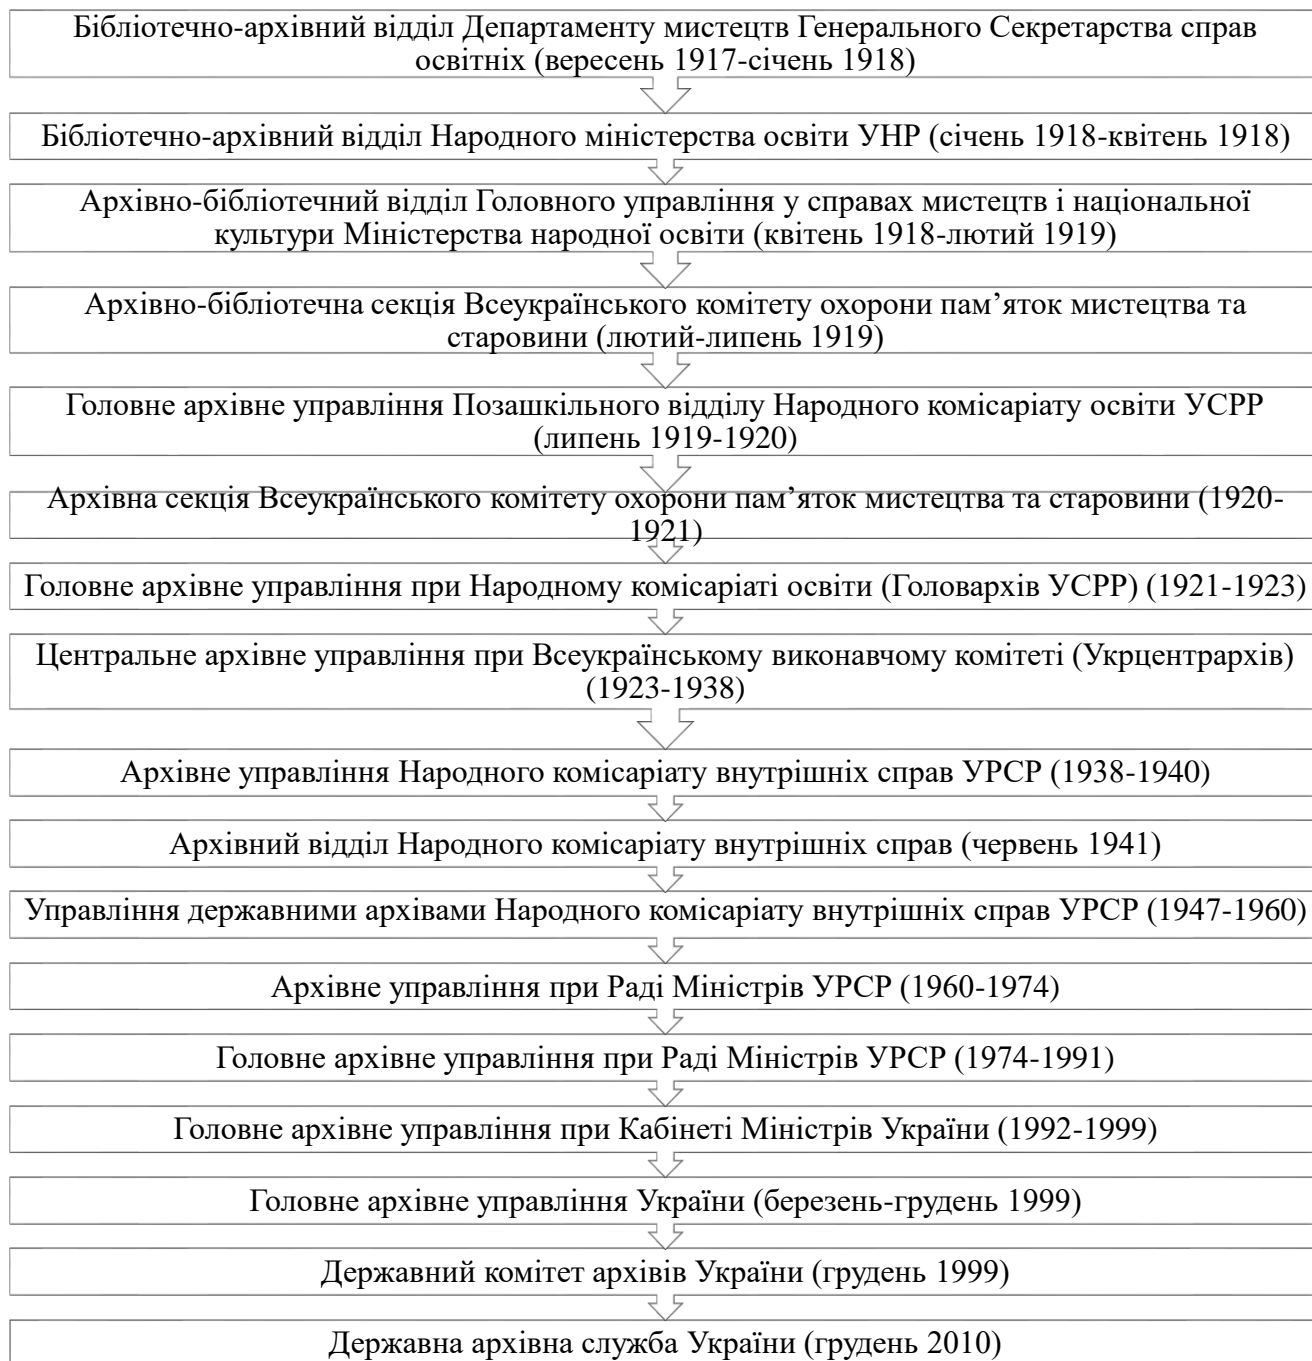 Бібліотечно-архівний відділ Департаменту мистецтв Генерального Секретарства справ
освітніх (вересень 1917-січень 1918)
Бібліотечно-архівний відділ Народного міністерства освіти УНР (січень 1918-квітень 1918)
Архівно-бібліотечний відділ Головного управління у справах мистецтв і національної
культури Міністерства народної освіти (квітень 1918-лютий 1919)
Архівно-бібліотечна секція Всеукраїнського комітету охорони пам’яток мистецтва та
старовини (лютий-липень 1919)
Головне архівне управління Позашкільного відділу Народного комісаріату освіти УСРР
(липень 1919-1920)
Архівна секція Всеукраїнського комітету охорони пам’яток мистецтва та старовини (1920-
1921)
Головне архівне управління при Народному комісаріаті освіти (Головархів УСРР) (1921-1923)
Центральне архівне управління при Всеукраїнському виконавчому комітеті (Укрцентрархів)
(1923-1938)
Архівне управління Народного комісаріату внутрішніх справ УРСР (1938-1940)
Архівний відділ Народного комісаріату внутрішніх справ (червень 1941)
Управління державними архівами Народного комісаріату внутрішніх справ УРСР (1947-1960)
Архівне управління при Раді Міністрів УРСР (1960-1974)
Головне архівне управління при Раді Міністрів УРСР (1974-1991)
Головне архівне управління при Кабінеті Міністрів України (1992-1999)
Головне архівне управління України (березень-грудень 1999)
Державний комітет архівів України (грудень 1999)
Державна архівна служба України (грудень 2010)